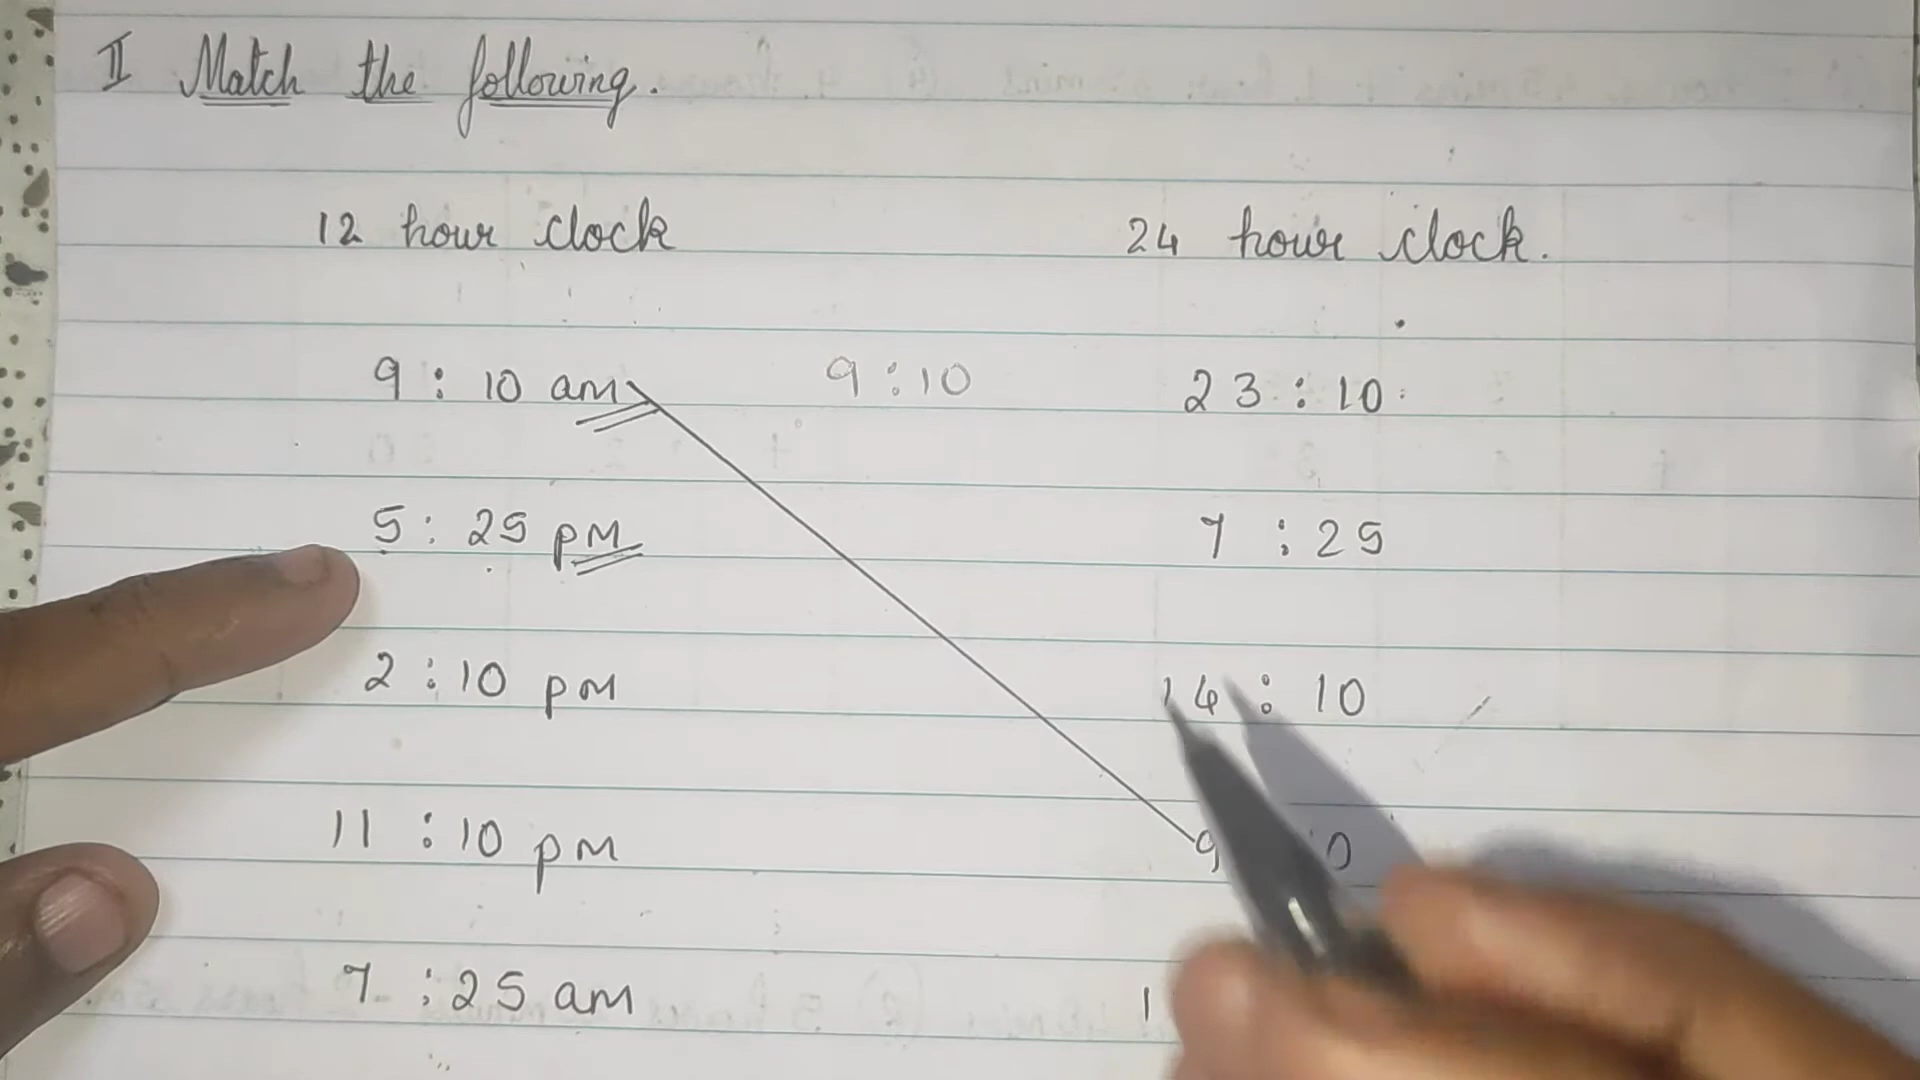 II Match the following.
12 hour clock 24 hour clock.
9 : 10 am 9 : 10 23 : 10
5 : 25 pm 7 : 25
2 : 10 pm 14 : 10
11 : 10 pm 9
7 : 25 am